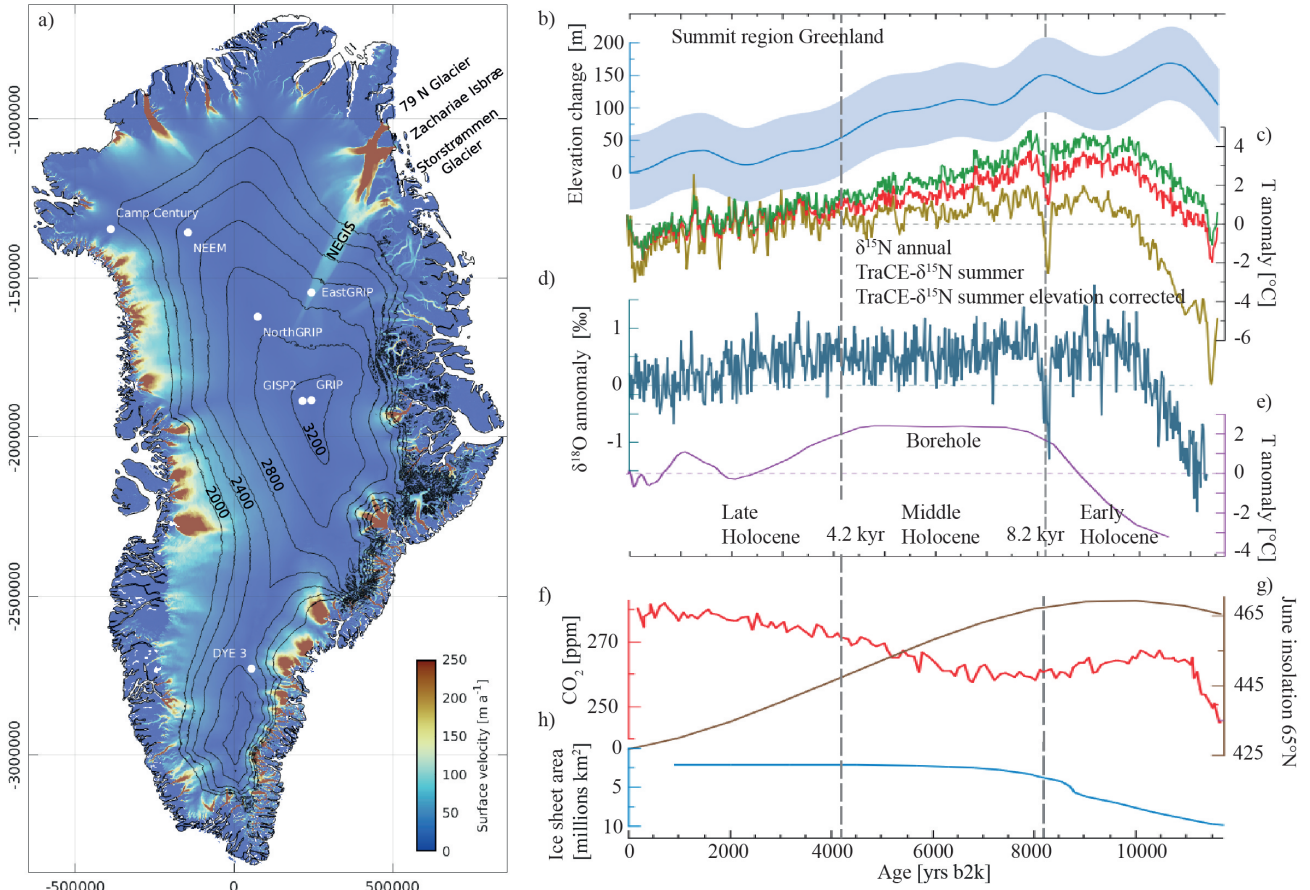 a)
-1000000
-1500000
-2000000
-2500000
-3000000
-500000
0
500000
79 N Glacier
Zachariae Isbræ
Storstrømmen
Glacier
Camp Century
NEEM
NEGIS
EastGRIP
NorthGRIP
GISP2
GRIP
3200
2800
2400
2000
DYE 3
250
200
150
100
50
0
Surface velocity [m a⁻¹]
b)
Summit region Greenland
Elevation change [m]
200
150
100
50
0
c)
4
2
0
-2
-4
-6
T anomaly [°C]
δ¹⁵N annual
TraCE-δ¹⁵N summer
TraCE-δ¹⁵N summer elevation corrected
d)
δ¹⁸O annomaly [‰]
1
0
-1
e)
2
0
-2
-4
T anomaly [°C]
Borehole
Late
Holocene
4.2 kyr
Middle
Holocene
8.2 kyr
Early
Holocene
f)
CO₂ [ppm]
270
250
g)
465
445
425
June insolation 65°N
h)
Ice sheet area
[millions km²]
0
5
10
0
2000
4000
6000
8000
10000
Age [yrs b2k]